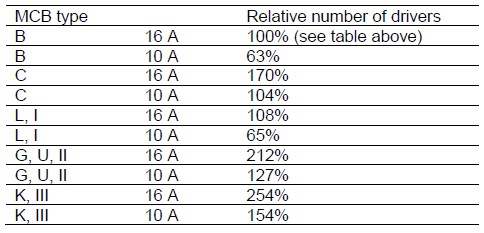 MCB type Relative number of drivers
B 16 A 100% (see table above)
B 10 A 63%
C 16 A 170%
C 10 A 104%
L, I 16 A 108%
L, I 10 A 65%
G, U, II 16 A 212%
G, U, II 10 A 127%
K, III 16 A 254%
K, III 10 A 154%